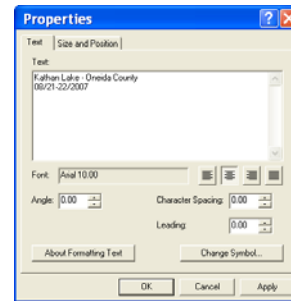 Properties
Text Size and Position
Text:
Kathan Lake - Oneida County
08/21-22/2007
Font: Arial 10.00
Angle: 0.00 Character Spacing: 0.00
Leading: 0.00
About Formatting Text Change Symbol...
OK Cancel Apply